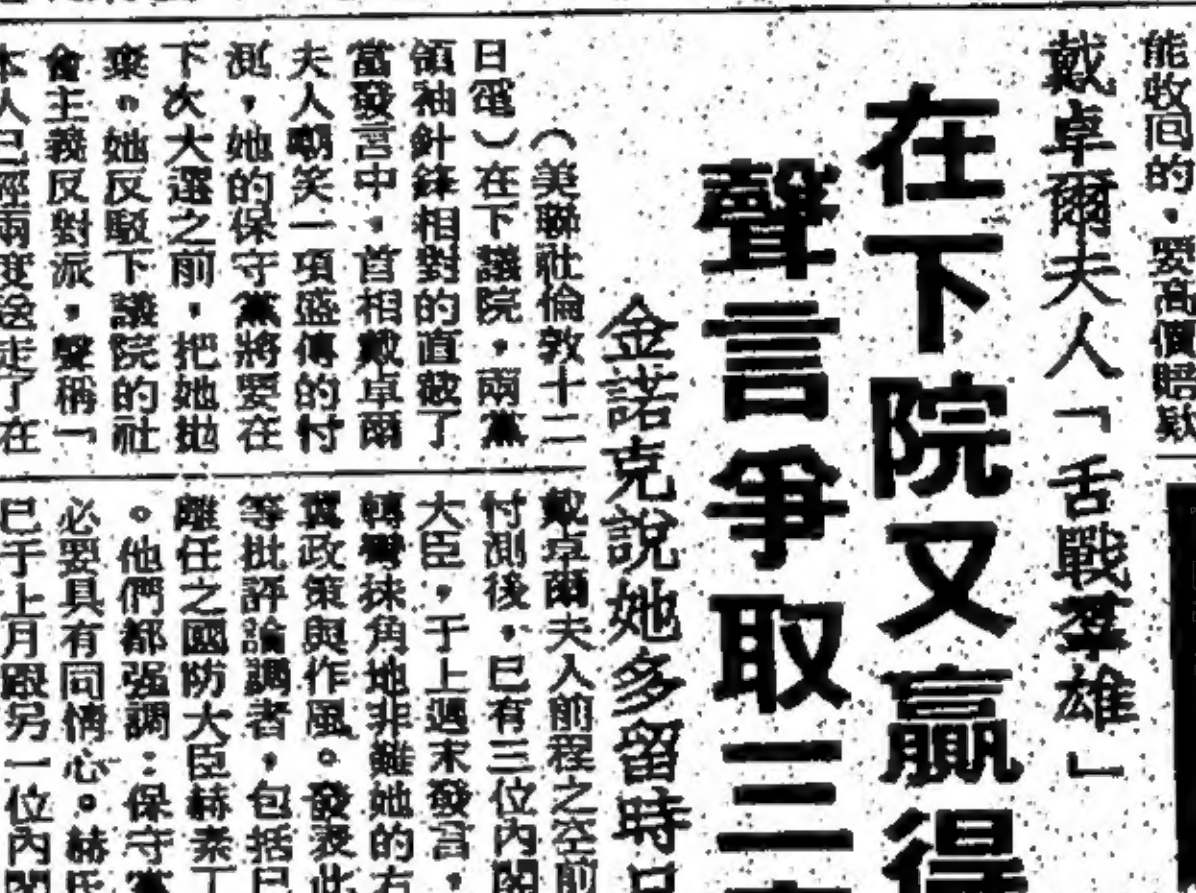 能收回的，要高價賠款
戴卓爾夫人「舌戰羣雄」
在下院又贏得
聲言爭取三
金諾克說她多留時
（美聯社倫敦十二
日電）在下議院，兩黨
領袖針鋒相對的直截了
當發言中，首相戴卓爾
夫人嘲笑一項盛傳的忖
測，她的保守黨將要在
下次大選之前，把她拋
棄。她反駁下議院的社
會主義反對派，聲稱「
本人已經兩度送走了在
戴卓爾夫人前程之空前
忖測後，已有三位內閣
大臣，于上週末發言，
轉彎抹角地非難她的右
翼政策與作風。發表此
等批評論調者，包括已
離任之國防大臣赫素丁
。他們都强調：保守黨
必要具有同情心。赫氏
已于上月跟另一位內閣